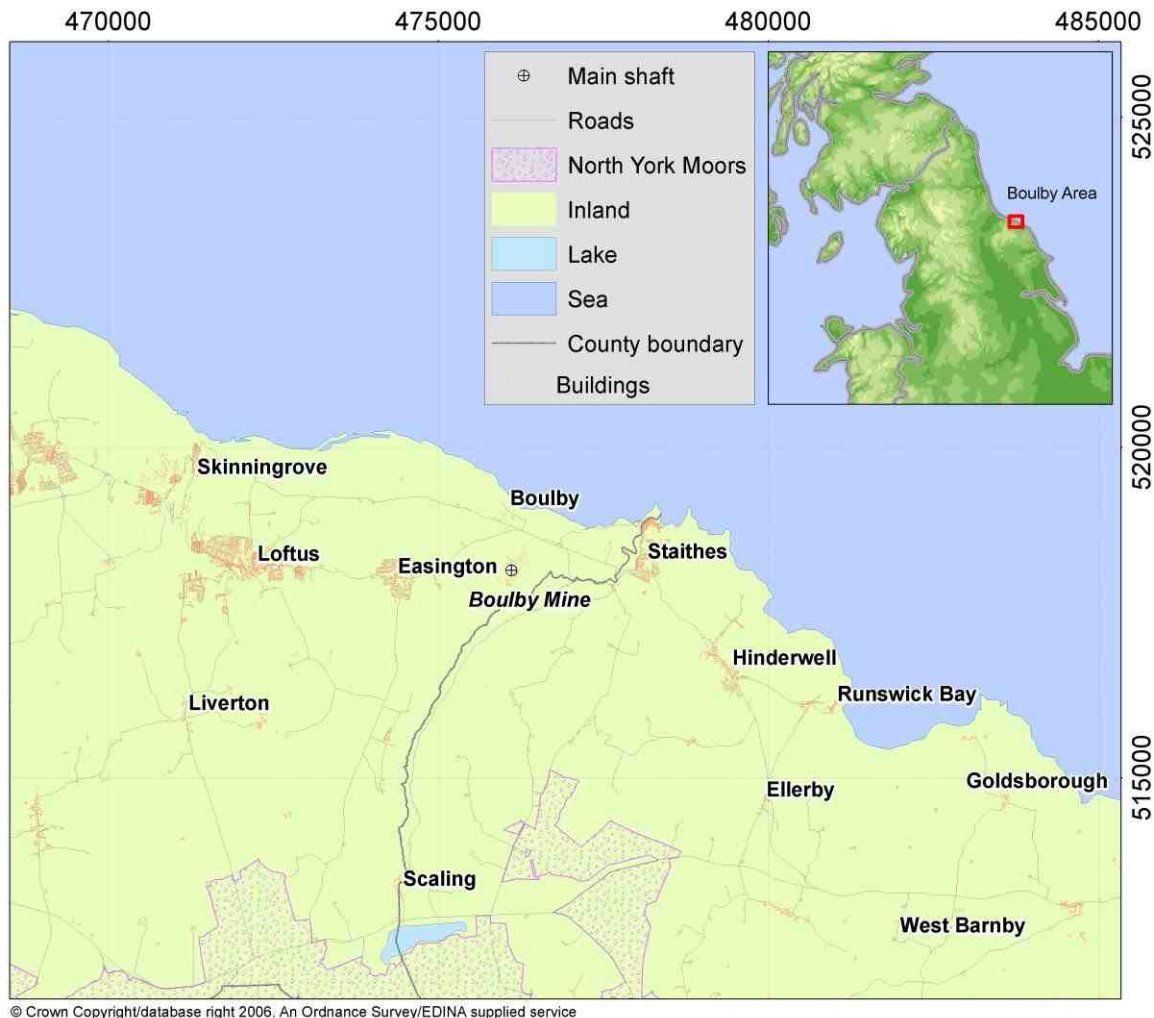 470000
475000
480000
485000
525000
520000
515000
Main shaft
Roads
North York Moors
Inland
Lake
Sea
County boundary
Buildings
Boulby Area
Skinningrove
Boulby
Loftus
Easington
Staithes
Boulby Mine
Hinderwell
Runswick Bay
Liverton
Goldsborough
Ellerby
Scaling
West Barnby
© Crown Copyright/database right 2006. An Ordnance Survey/EDINA supplied service